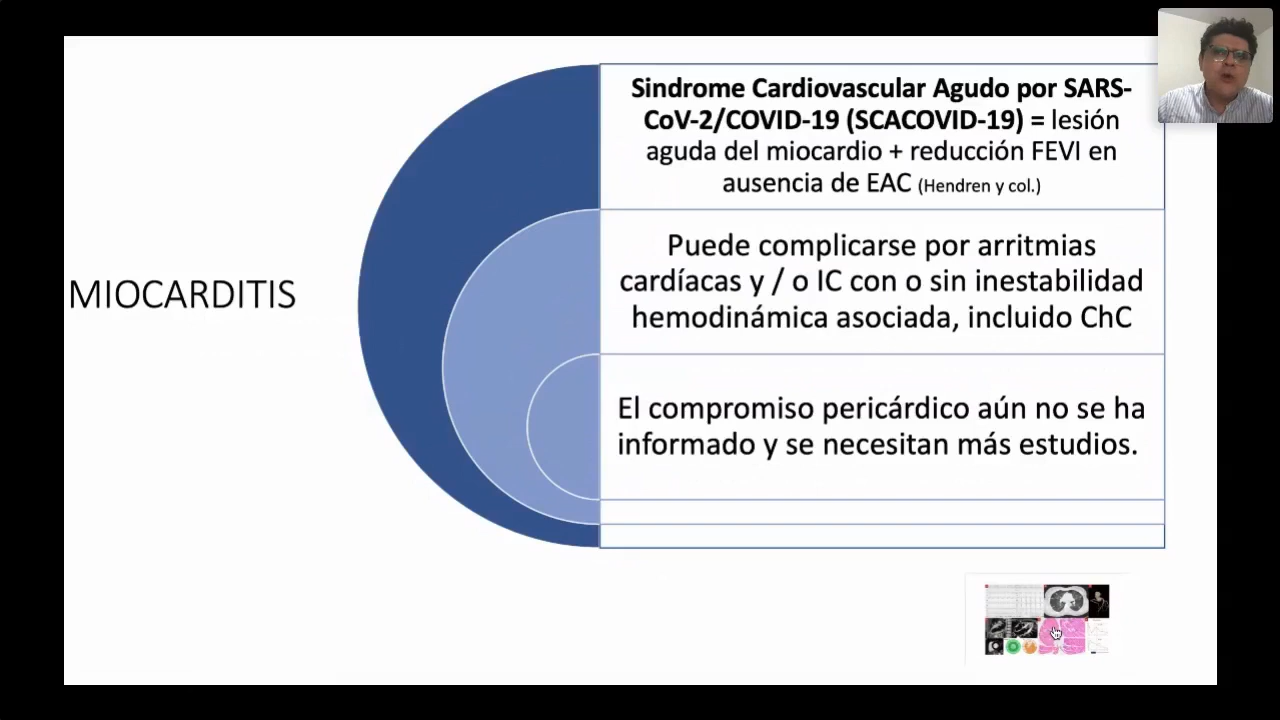 MIOCARDITIS
Sindrome Cardiovascular Agudo por SARS-
CoV-2/COVID-19 (SCACOVID-19) = lesión
aguda del miocardio + reducción FEVI en
ausencia de EAC (Hendren y col.)
Puede complicarse por arritmias
cardíacas y / o IC con o sin inestabilidad
hemodinámica asociada, incluido ChC
El compromiso pericárdico aún no se ha
informado y se necesitan más estudios.